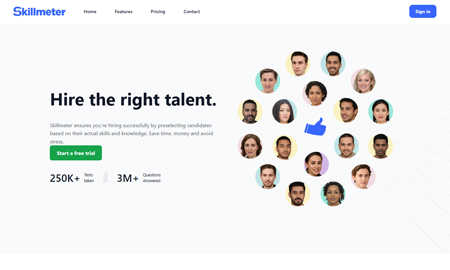 Skillmeter
Home
Features
Pricing
Contact
Sign in
Hire the right talent.
Skillmeter ensures you're hiring successfully by preselecting candidates
based on their actual skills and knowledge. Save time, money and avoid
stress.
Start a free trial
250K+
Tests
taken
3M+
Questions
Answered